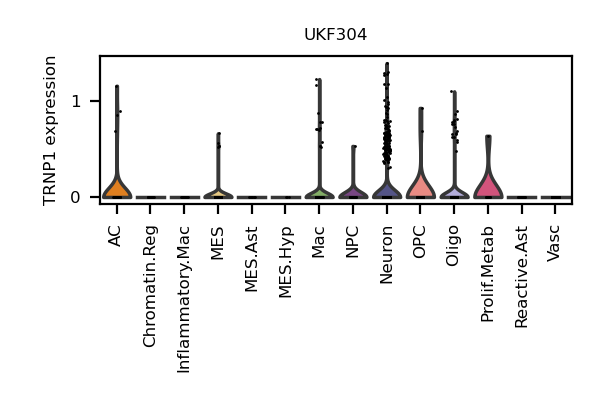 UKF304
TRNP1 expression
1
0
AC
Chromatin.Reg
Inflammatory.Mac
MES
MES.Ast
MES.Hyp
Mac
NPC
Neuron
OPC
Oligo
Prolif.Metab
Reactive.Ast
Vasc